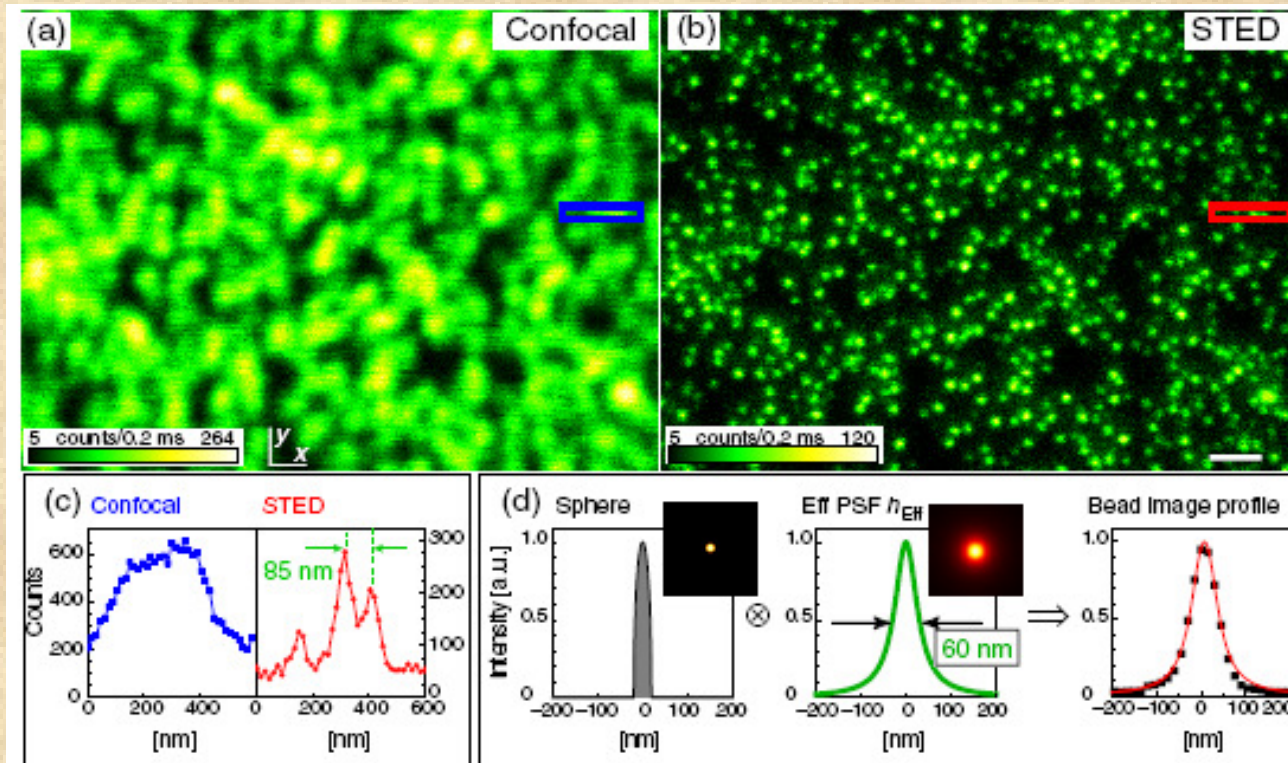 (a) Confocal
(b) STED
5 counts/0.2 ms 264
y
x
5 counts/0.2 ms 120
(c) Confocal STED
Counts
600
400
200
0
85 nm
300
200
100
0
0 200 400
0 200 400 600
[nm] [nm]
(d) Sphere
Eff PSF hEff
Bead image profile
Intensity [a.u.]
1.0
0.5
0
⊗
1.0
0.5
0
60 nm
⇒
1.0
0.5
0
−200 −100 0 100 200
−200 −100 0 100 200
−200 −100 0 100 200
[nm] [nm] [nm]